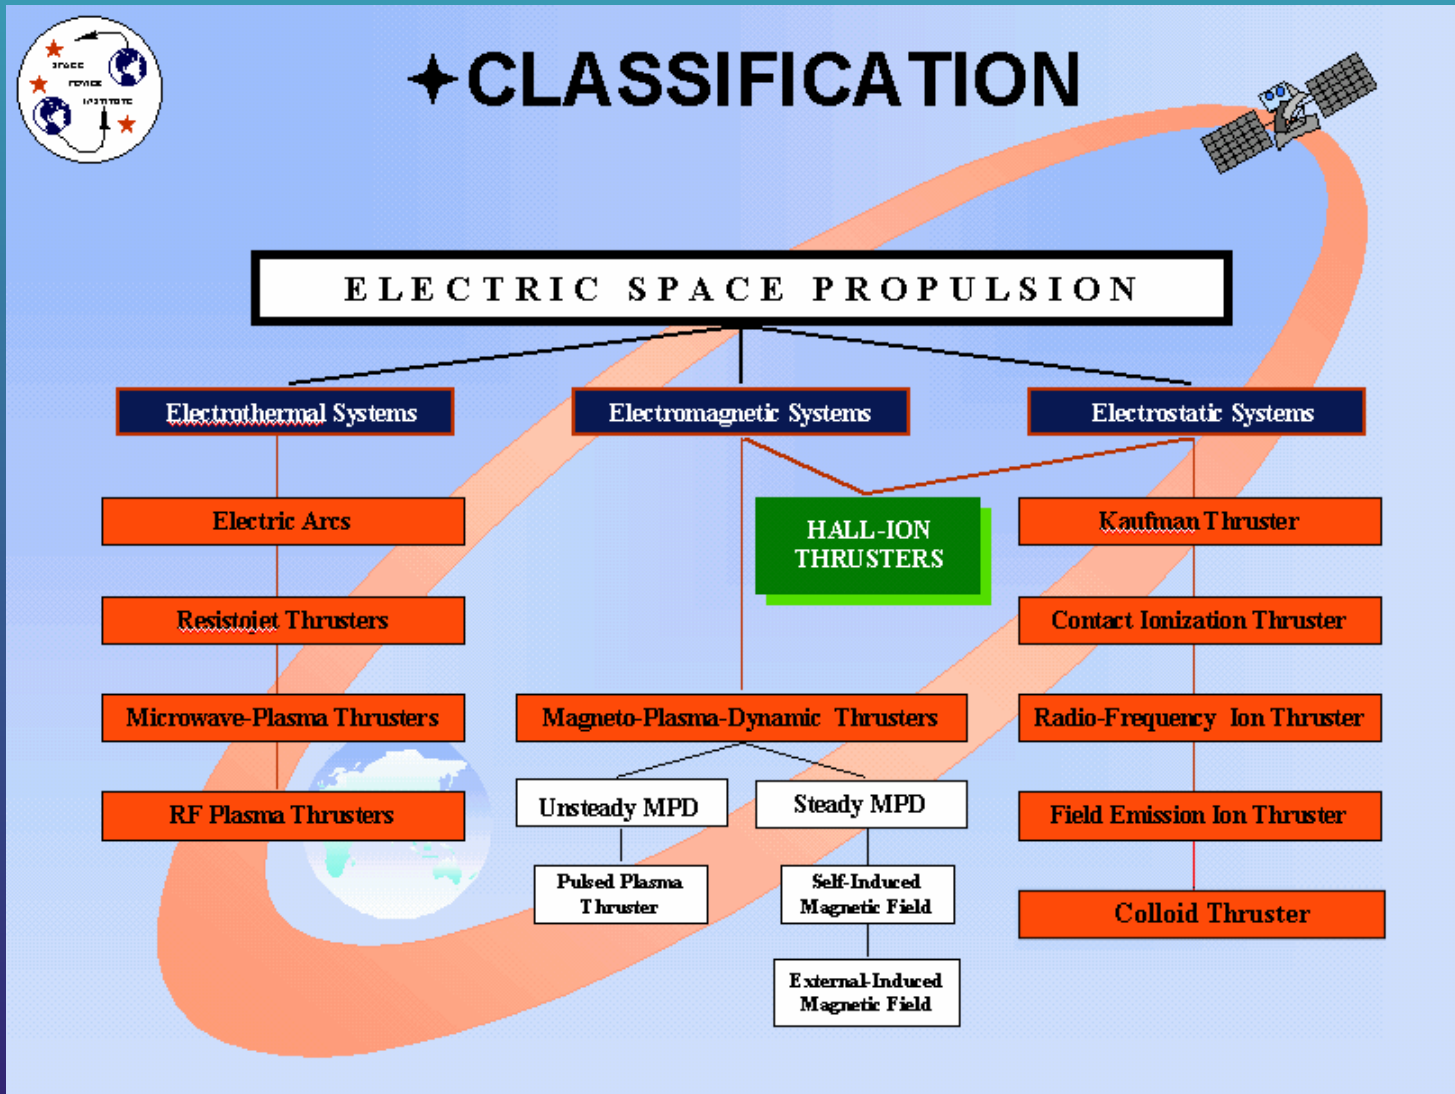 SPACE
POWER
INSTITUTE
CLASSIFICATION
ELECTRIC SPACE PROPULSION
Electrothermal Systems
Electromagnetic Systems
Electrostatic Systems
Electric Arcs
Resistojet Thrusters
Microwave-Plasma Thrusters
RF Plasma Thrusters
HALL-ION
THRUSTERS
Magneto-Plasma-Dynamic Thrusters
Unsteady MPD
Pulsed Plasma
Thruster
Steady MPD
Self-Induced
Magnetic Field
External-Induced
Magnetic Field
Kaufman Thruster
Contact Ionization Thruster
Radio-Frequency Ion Thruster
Field Emission Ion Thruster
Colloid Thruster